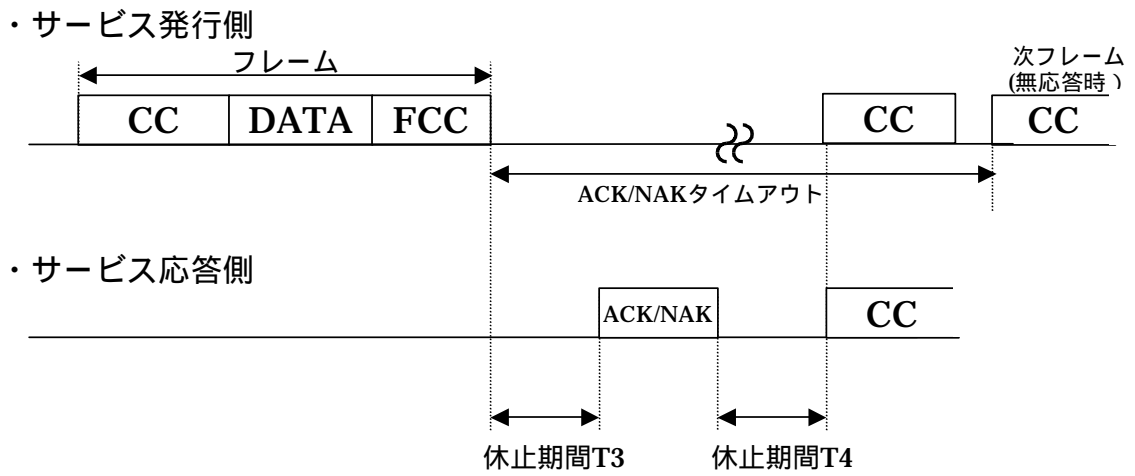 ・サービス発行側
フレーム
次フレーム
(無応答時)
CC DATA FCC CC CC
ACK/NAKタイムアウト
・サービス応答側
ACK/NAK CC
休止期間T3 休止期間T4